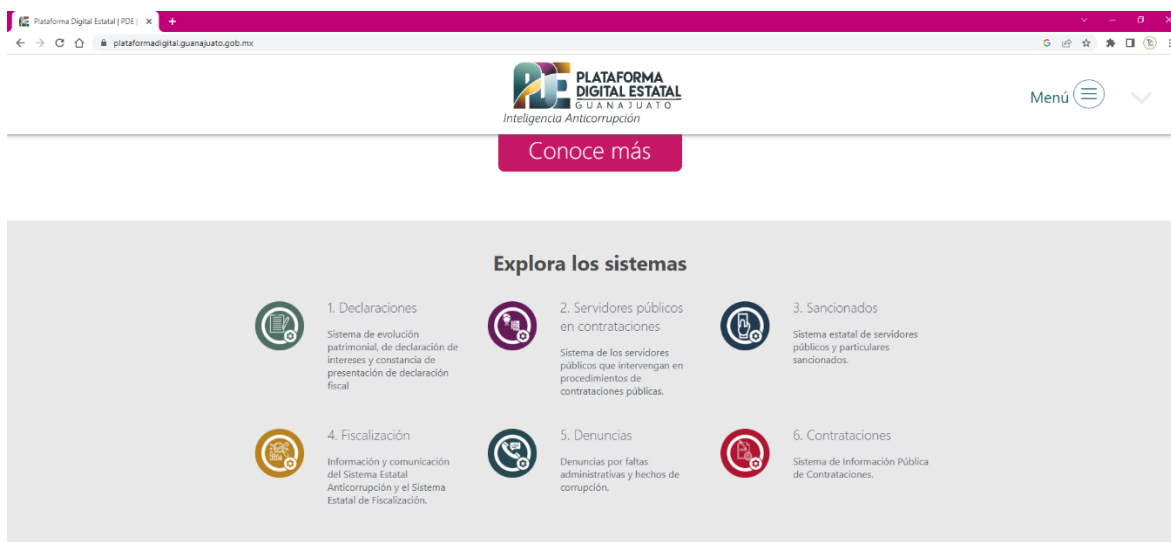 Plataforma Digital Estatal | PDE |
plataformadigital.guanajuato.gob.mx
PDE
PLATAFORMA
DIGITAL ESTATAL
GUANAJUATO
Inteligencia Anticorrupción
Menú
Conoce más
Explora los sistemas
1. Declaraciones
Sistema de evolución
patrimonial, de declaración de
intereses y constancia de
presentación de declaración
fiscal
2. Servidores públicos
en contrataciones
Sistema de los servidores
públicos que intervengan en
procedimientos de
contrataciones públicas.
3. Sancionados
Sistema estatal de servidores
públicos y particulares
sancionados.
4. Fiscalización
Información y comunicación
del Sistema Estatal
Anticorrupción y el Sistema
Estatal de Fiscalización.
5. Denuncias
Denuncias por faltas
administrativas y hechos de
corrupción.
6. Contrataciones
Sistema de Información Pública
de Contrataciones.